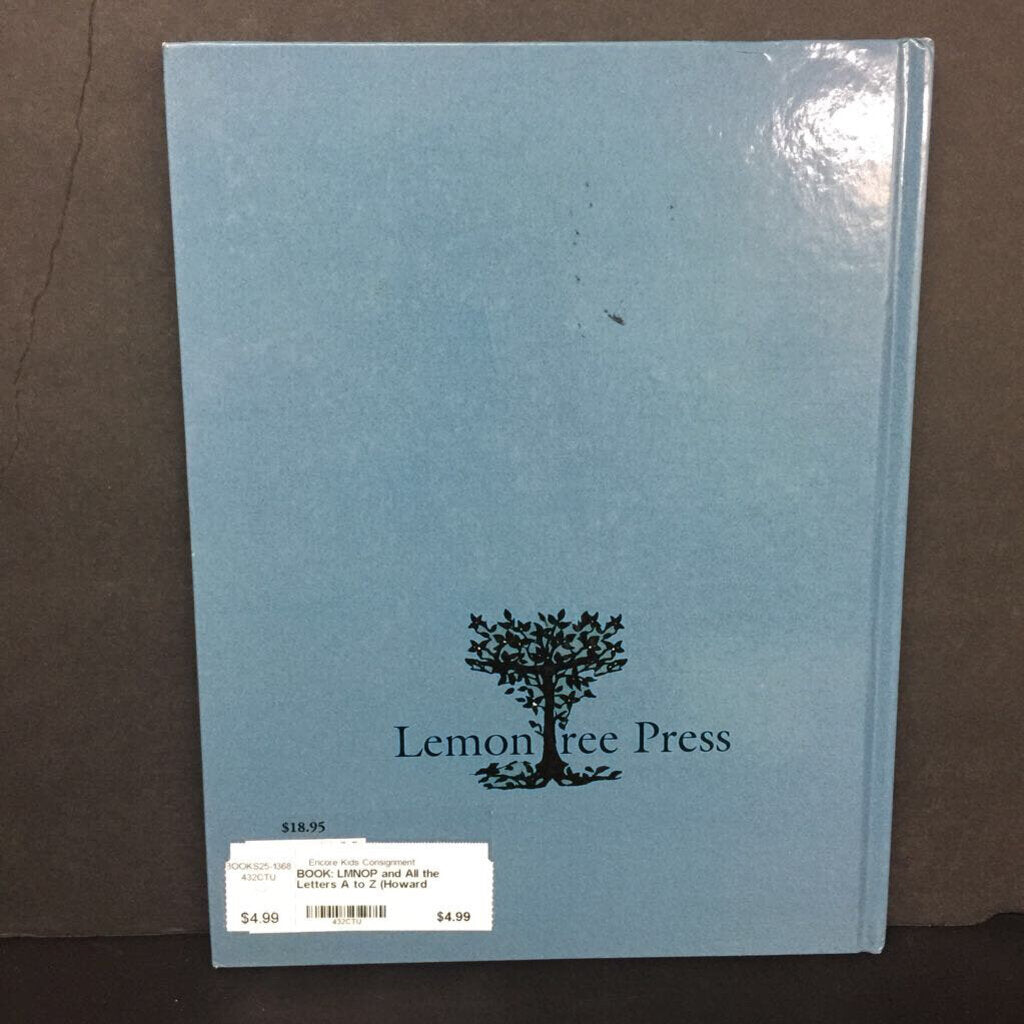 Lemon Tree Press
$18.95
BOOKS25-1368
432CTU
$4.99
Encore Kids Consignment
BOOK: LMNOP and All the
Letters A to Z (Howard
432CTU
$4.99